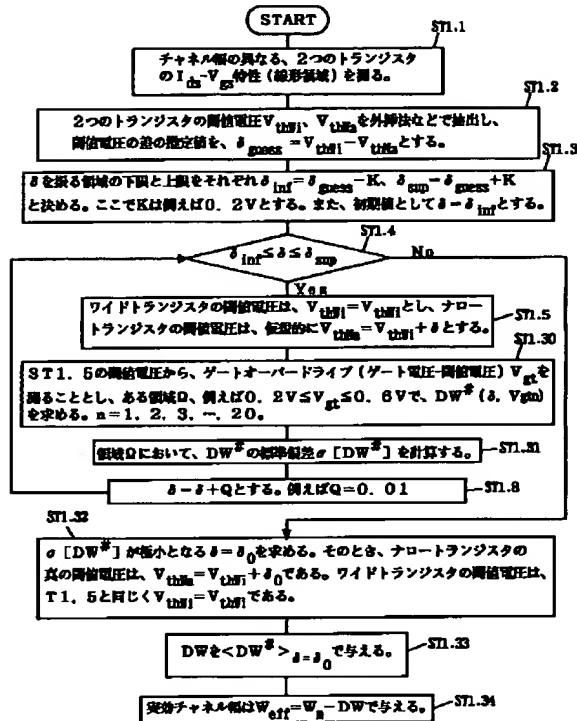 START
ST1.1
チャネル幅の異なる、2つのトランジスタ
のIds-Vgs特性(線形領域)を測る。
ST1.2
2つのトランジスタの閾値電圧VthWi、VthNaを外挿法などで抽出し、
閾値電圧の差の推定値を、δguess=VthWi-VthNaとする。
ST1.3
δを振る領域の下限と上限をそれぞれδinf=δguess-K、δsup=δguess+K
と決める。ここでKは例えば0.2Vとする。また、初期値としてδ=δinfとする。
ST1.4
δinf≤δ≤δsup
No
Yes
ワイドトランジスタの閾値電圧は、VthWi=VthWiとし、ナロー
トランジスタの閾値電圧は、仮想的にVthNa=VthWi+δとする。
ST1.5
ST1.30
ST1.5の閾値電圧から、ゲートオーバードライブ(ゲート電圧-閾値電圧)Vgtを
測ることとし、ある領域Ω、例えば0.2V≤Vgt≤0.6Vで、DW#(δ,Vgtn)
を求める。n=1.2.3.…20.
領域Ωにおいて、DW#の標準偏差σ[DW#]を計算する。
ST1.31
δ=δ+Qとする。例えばQ=0.01
ST1.8
ST1.32
σ[DW#]が極小となるδ=δ0を求める。そのとき、ナロートランジスタの
真の閾値電圧は、VthNa=VthWi+δ0である。ワイドトランジスタの閾値電圧は、
T1.5と同じくVthWi=VthWiである。
ST1.33
DWを<DW#>δ=δ0で与える。
実効チャネル幅はWeff=Wm-DWで与える。
ST1.34